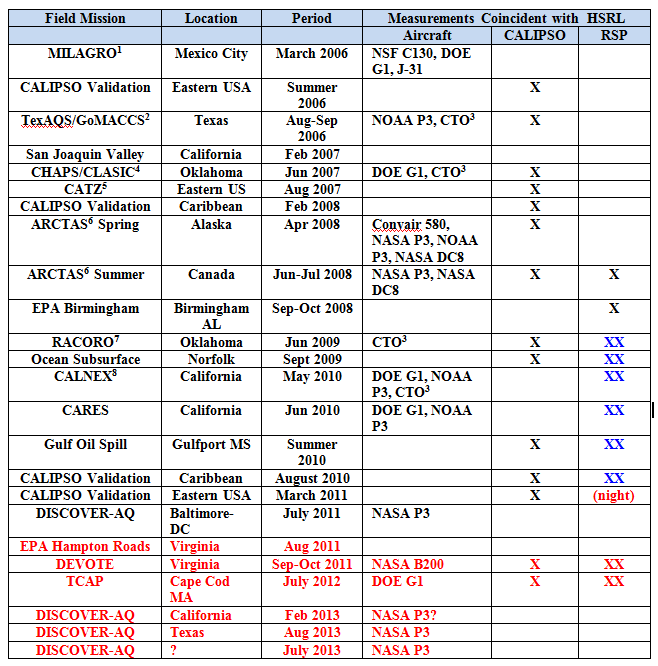 Field Mission Location Period Measurements Coincident with HSRL
Aircraft CALIPSO RSP
MILAGRO1 Mexico City March 2006 NSF C130, DOE
G1, J-31
CALIPSO Validation Eastern USA Summer X
2006
TexAQS/GoMACCS2 Texas Aug-Sep NOAA P3, CTO3 X
2006
San Joaquin Valley California Feb 2007
CHAPS/CLASIC4 Oklahoma Jun 2007 DOE G1, CTO3 X
CATZ5 Eastern US Aug 2007 X
CALIPSO Validation Caribbean Feb 2008 X
ARCTAS6 Spring Alaska Apr 2008 Convair 580, X
NASA P3, NOAA
P3, NASA DC8
ARCTAS6 Summer Canada Jun-Jul 2008 NASA P3, NASA X X
DC8
EPA Birmingham Birmingham Sep-Oct 2008 X
AL
RACORO7 Oklahoma Jun 2009 CTO3 X XX
Ocean Subsurface Norfolk Sept 2009 X XX
CALNEX8 California May 2010 DOE G1, NOAA XX
P3, CTO3
CARES California Jun 2010 DOE G1, NOAA XX
P3
Gulf Oil Spill Gulfport MS Summer X XX
2010
CALIPSO Validation Caribbean August 2010 X XX
CALIPSO Validation Eastern USA March 2011 X (night)
DISCOVER-AQ Baltimore- July 2011 NASA P3
DC
EPA Hampton Roads Virginia Aug 2011
DEVOTE Virginia Sep-Oct 2011 NASA B200 X XX
TCAP Cape Cod July 2012 DOE G1 X XX
MA
DISCOVER-AQ California Feb 2013 NASA P3?
DISCOVER-AQ Texas Aug 2013 NASA P3
DISCOVER-AQ ? July 2013 NASA P3